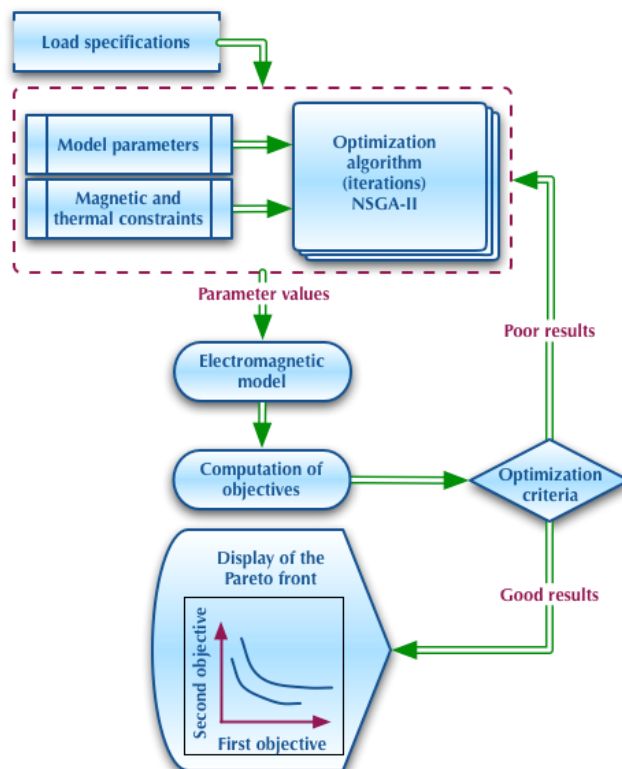 Load specifications
Model parameters
Magnetic and
thermal constraints
Optimization
algorithm
(iterations)
NSGA-II
Parameter values
Poor results
Electromagnetic
model
Computation of
objectives
Optimization
criteria
Good results
Display of the
Pareto front
Second objective
First objective